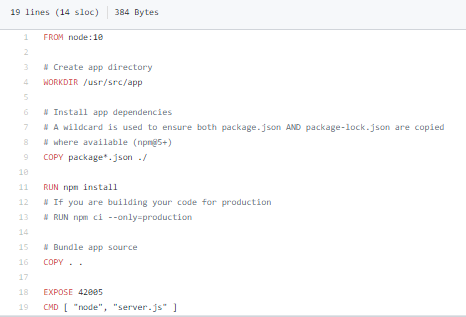 19 lines (14 sloc) 384 Bytes
1 FROM node:10
2
3 # Create app directory
4 WORKDIR /usr/src/app
5
6 # Install app dependencies
7 # A wildcard is used to ensure both package.json AND package-lock.json are copied
8 # where available (npm@5+)
9 COPY package*.json ./
10
11 RUN npm install
12 # If you are building your code for production
13 # RUN npm ci --only=production
14
15 # Bundle app source
16 COPY . .
17
18 EXPOSE 42005
19 CMD [ "node", "server.js" ]